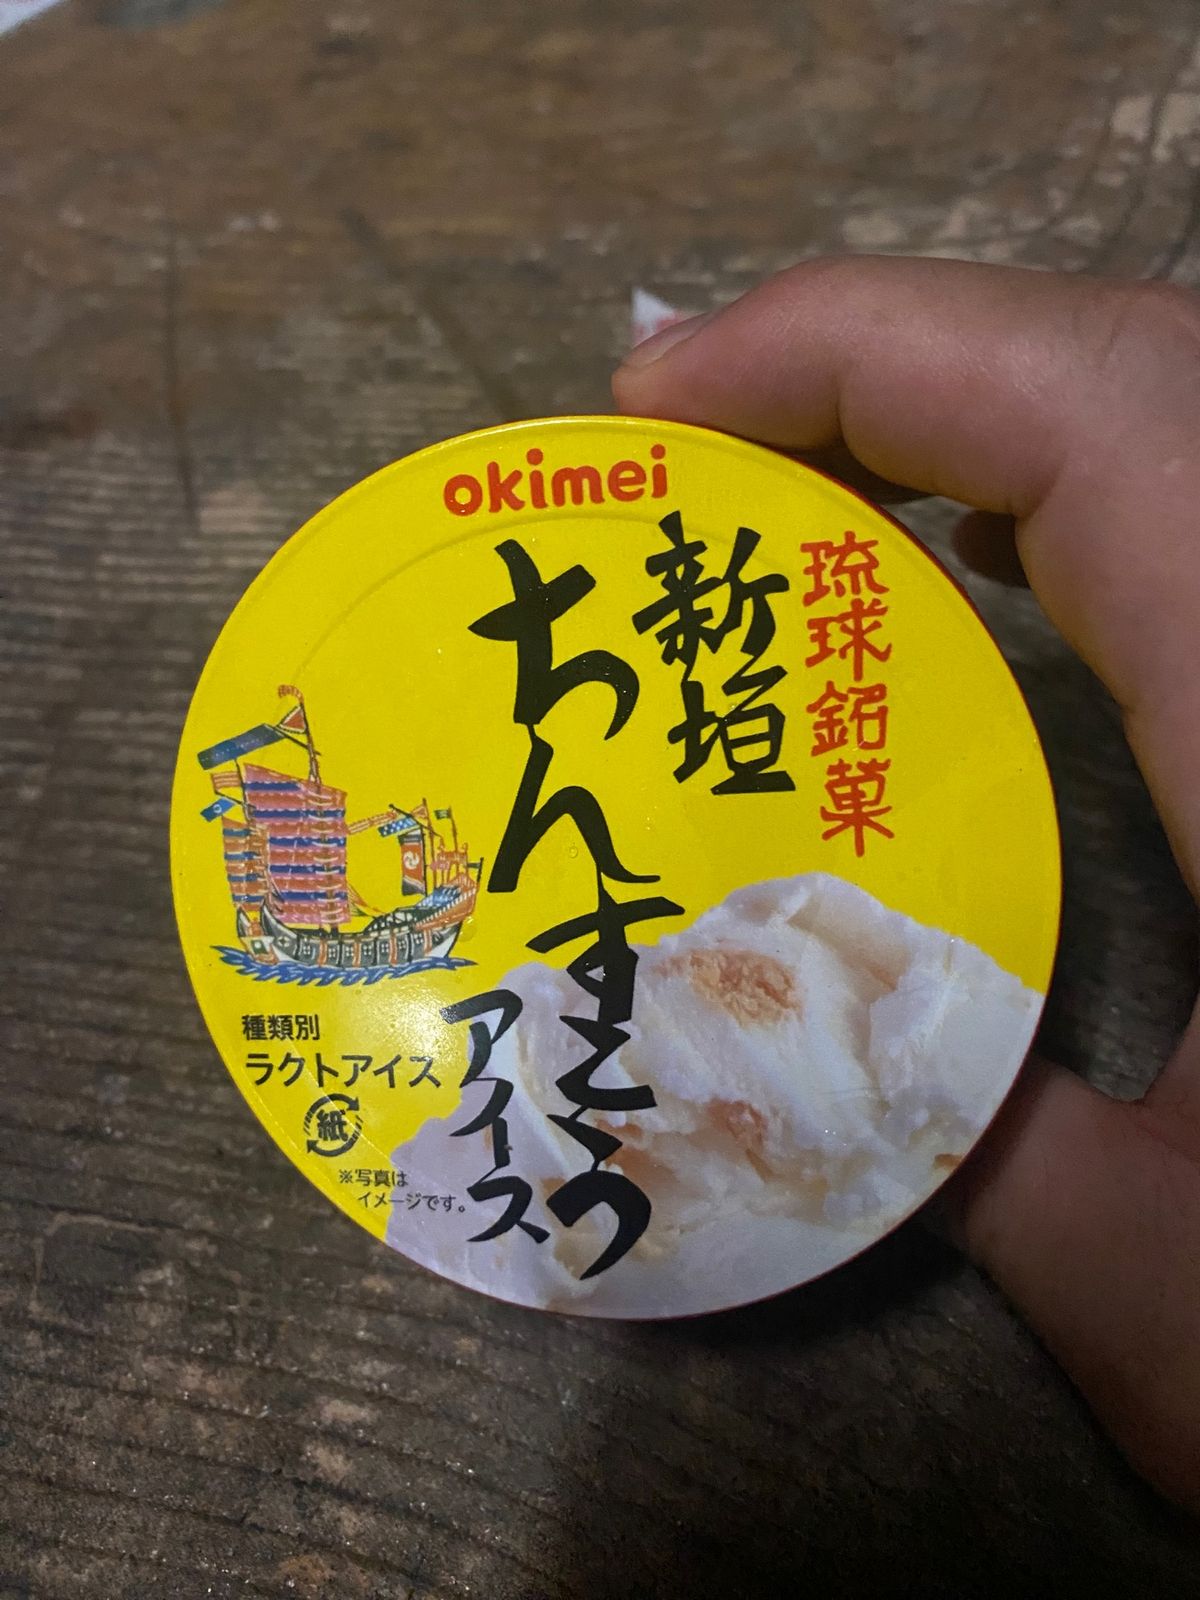 okimei
琉球銘菓
新垣
ちんすこう
アイス
種類別
ラクトアイス
紙
※写真は
イメージです。